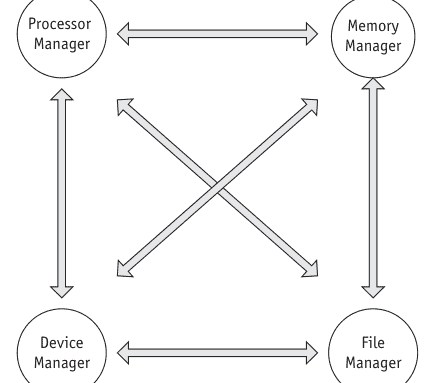 Processor
Manager
Memory
Manager
Device
Manager
File
Manager